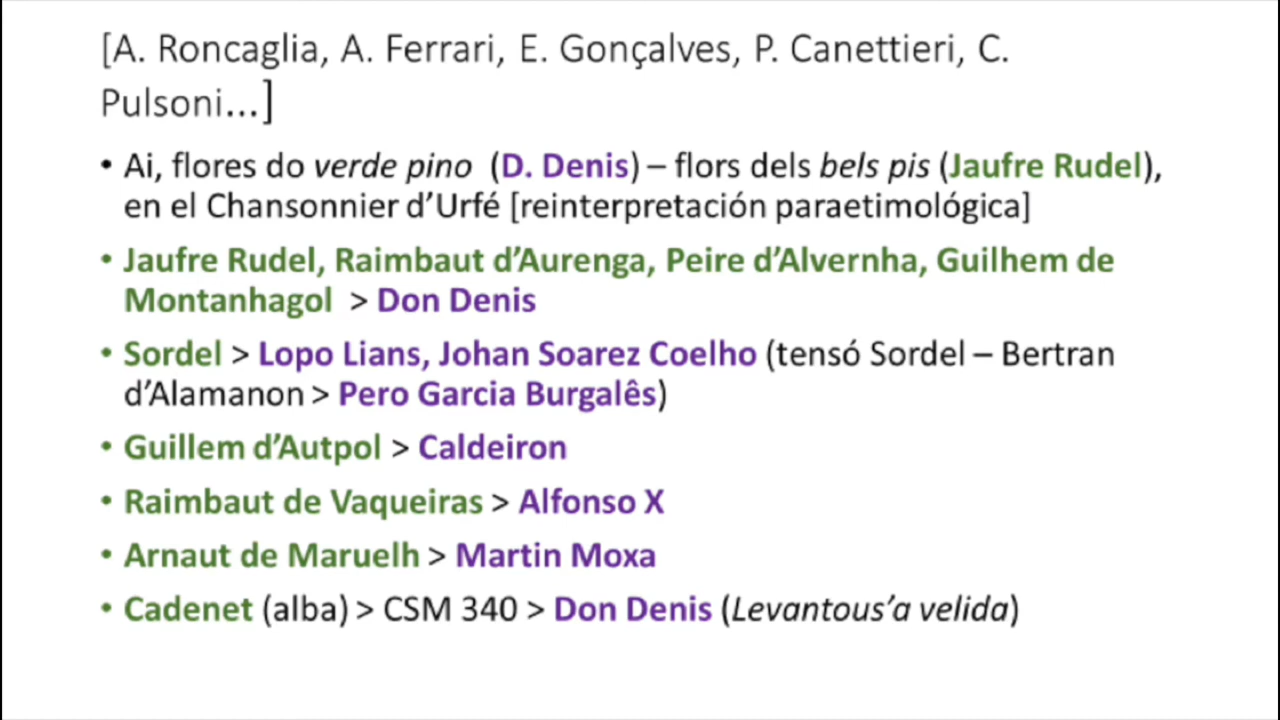 [A. Roncaglia, A. Ferrari, E. Gonçalves, P. Canettieri, C.
Pulsoni...]
• Ai, flores do verde pino (D. Denis) – flors dels bels pis (Jaufre Rudel),
en el Chansonnier d’Urfé [reinterpretación paraetimológica]
• Jaufre Rudel, Raimbaut d’Aurenga, Peire d’Alvernha, Guilhem de
Montanhagol > Don Denis
• Sordel > Lopo Lians, Johan Soarez Coelho (tensó Sordel – Bertran
d’Alamanon > Pero Garcia Burgalês)
• Guillem d’Autpol > Caldeiron
• Raimbaut de Vaqueiras > Alfonso X
• Arnaut de Maruelh > Martin Moxa
• Cadenet (alba) > CSM 340 > Don Denis (Levantous’a velida)